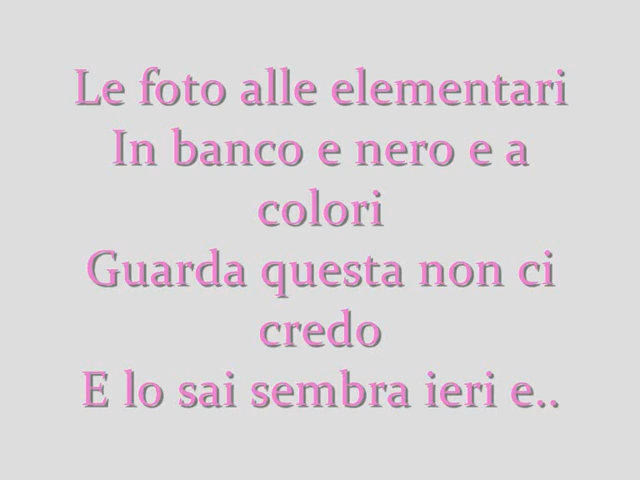 Le foto alle elementari
In banco e nero e a
colori
Guarda questa non ci
credo
E lo sai sembra ieri e..